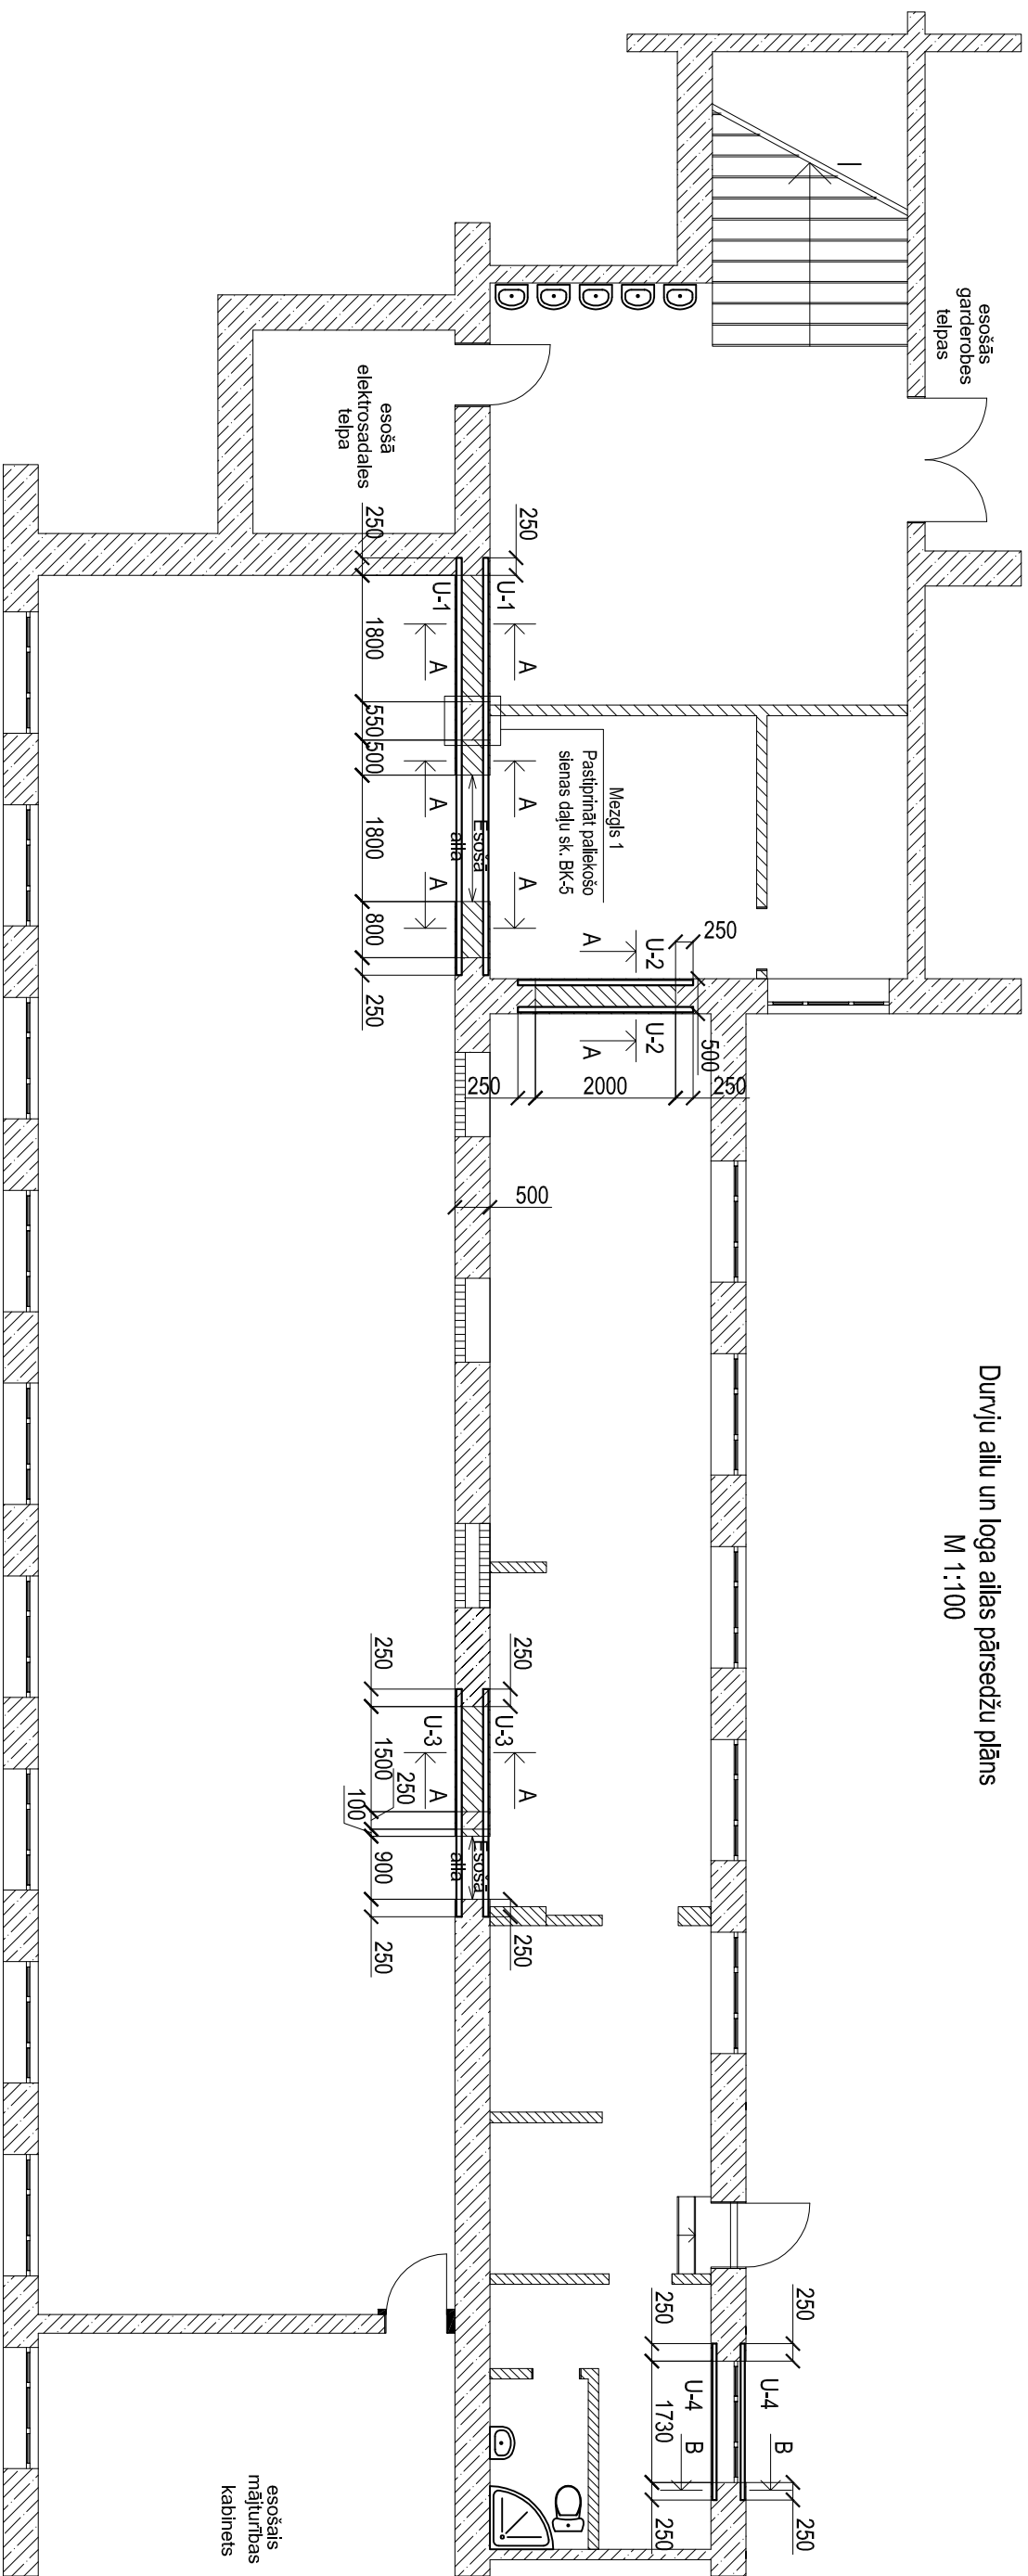 Durvju ailu un loga ailas pārsedžu plāns
M 1:100
esošās
garderobes
telpas
I
esošā
elektrosadales
telpa
250
250
U-1
U-1
A
A
1800
550
500
Mezgls 1
Pastiprināt paliekošo
sienas daļu sk. BK-5
A
A
Esošā
aila
1800
A
A
800
250
250
U-2
A
U-2
A
500
250
2000
250
500
250
250
U-3
U-3
A
A
1500
250
100
Esošā
aila
900
250
250
250
250
U-4
U-4
B
B
1730
250
250
esošais
mājturības
kabinets